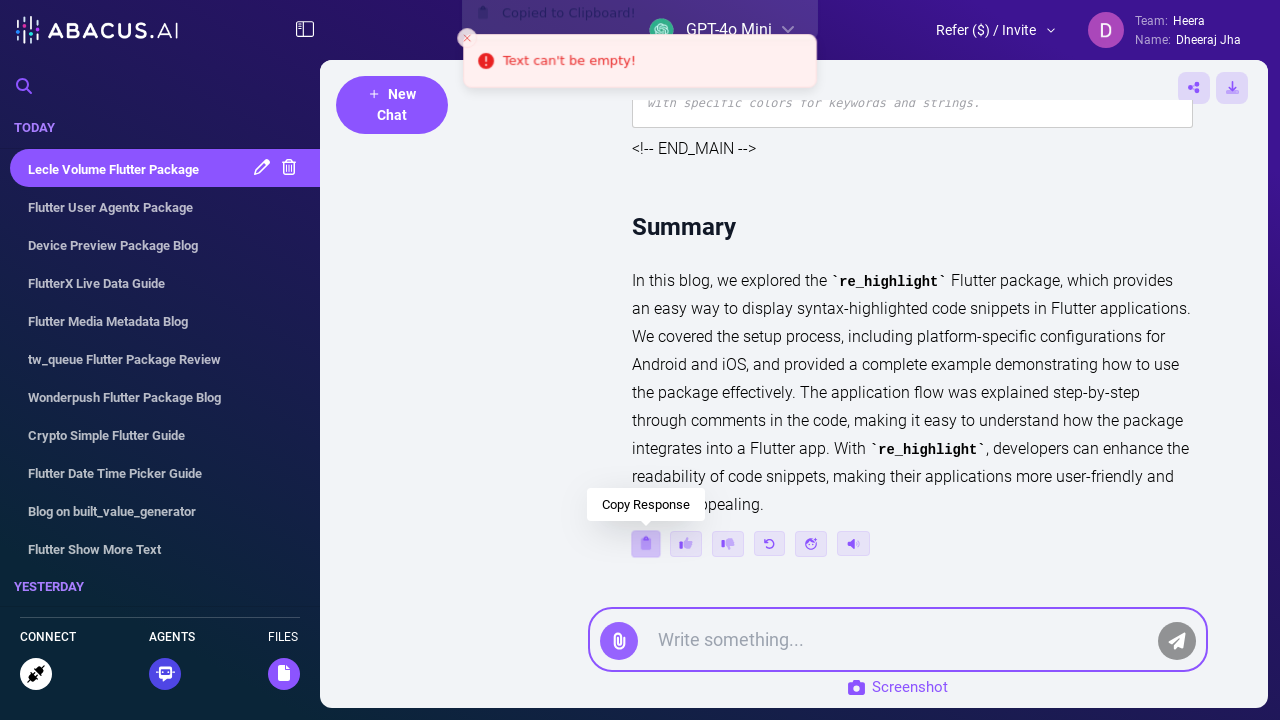 ABACUS.AI
TODAY
Lecle Volume Flutter Package
Flutter User Agentx Package
Device Preview Package Blog
FlutterX Live Data Guide
Flutter Media Metadata Blog
tw_queue Flutter Package Review
Wonderpush Flutter Package Blog
Crypto Simple Flutter Guide
Flutter Date Time Picker Guide
Blog on built_value_generator
Flutter Show More Text
YESTERDAY
CONNECT
AGENTS
FILES
Copied to Clipboard!
GPT-4o Mini
Text can't be empty!
Refer ($) / Invite
D
Team: Heera
Name: Dheeraj Jha
+ New
Chat
with specific colors for keywords and strings.
<!-- END_MAIN -->
Summary
In this blog, we explored the `re_highlight` Flutter package, which provides
an easy way to display syntax-highlighted code snippets in Flutter applications.
We covered the setup process, including platform-specific configurations for
Android and iOS, and provided a complete example demonstrating how to use
the package effectively. The application flow was explained step-by-step
through comments in the code, making it easy to understand how the package
integrates into a Flutter app. With `re_highlight`, developers can enhance the
readability of code snippets, making their applications more user-friendly and
ppealing.
Copy Response
Write something...
Screenshot